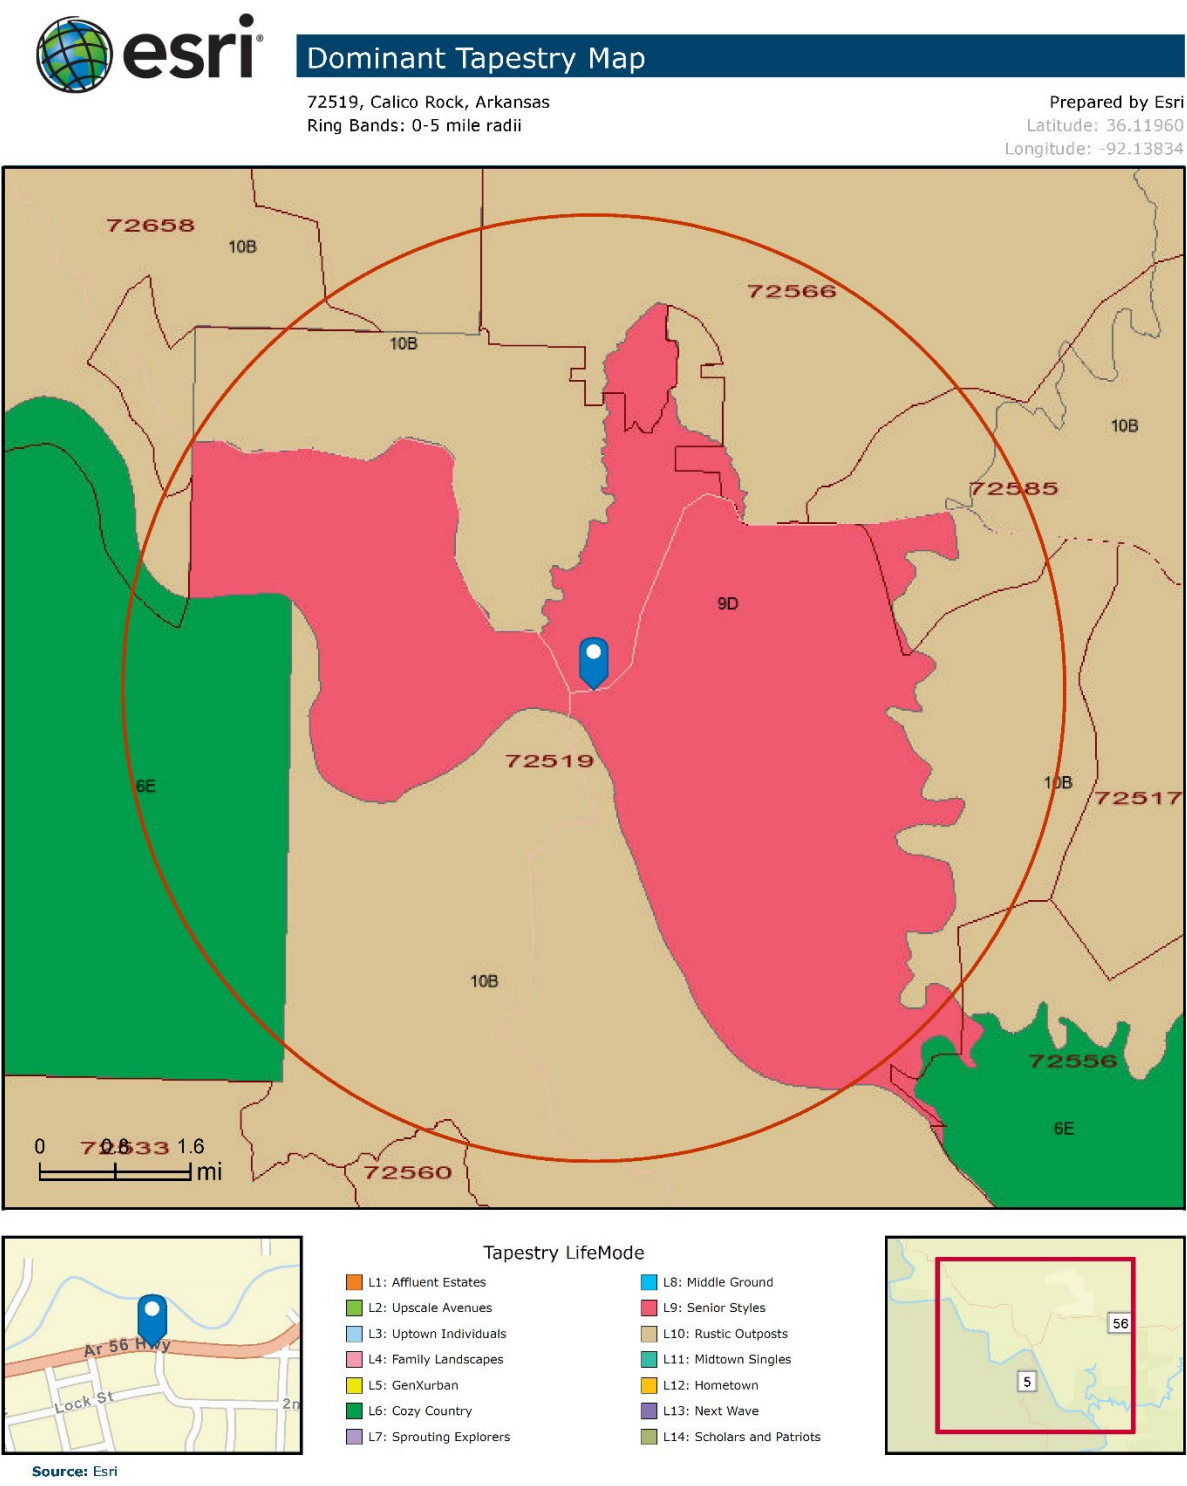 esri
Dominant Tapestry Map
72519, Calico Rock, Arkansas
Ring Bands: 0-5 mile radii
Prepared by Esri
Latitude: 36.11960
Longitude: -92.13834
72658
10B
72566
10B
10B
72585
9D
72519
6E
10B
72517
10B
72556
6E
0 0.8 1.6
mi
72533
72560
Ar 56 Hwy
Lock St
2n
Tapestry LifeMode
L1: Affluent Estates
L2: Upscale Avenues
L3: Uptown Individuals
L4: Family Landscapes
L5: GenXurban
L6: Cozy Country
L7: Sprouting Explorers
L8: Middle Ground
L9: Senior Styles
L10: Rustic Outposts
L11: Midtown Singles
L12: Hometown
L13: Next Wave
L14: Scholars and Patriots
56
5
Source: Esri